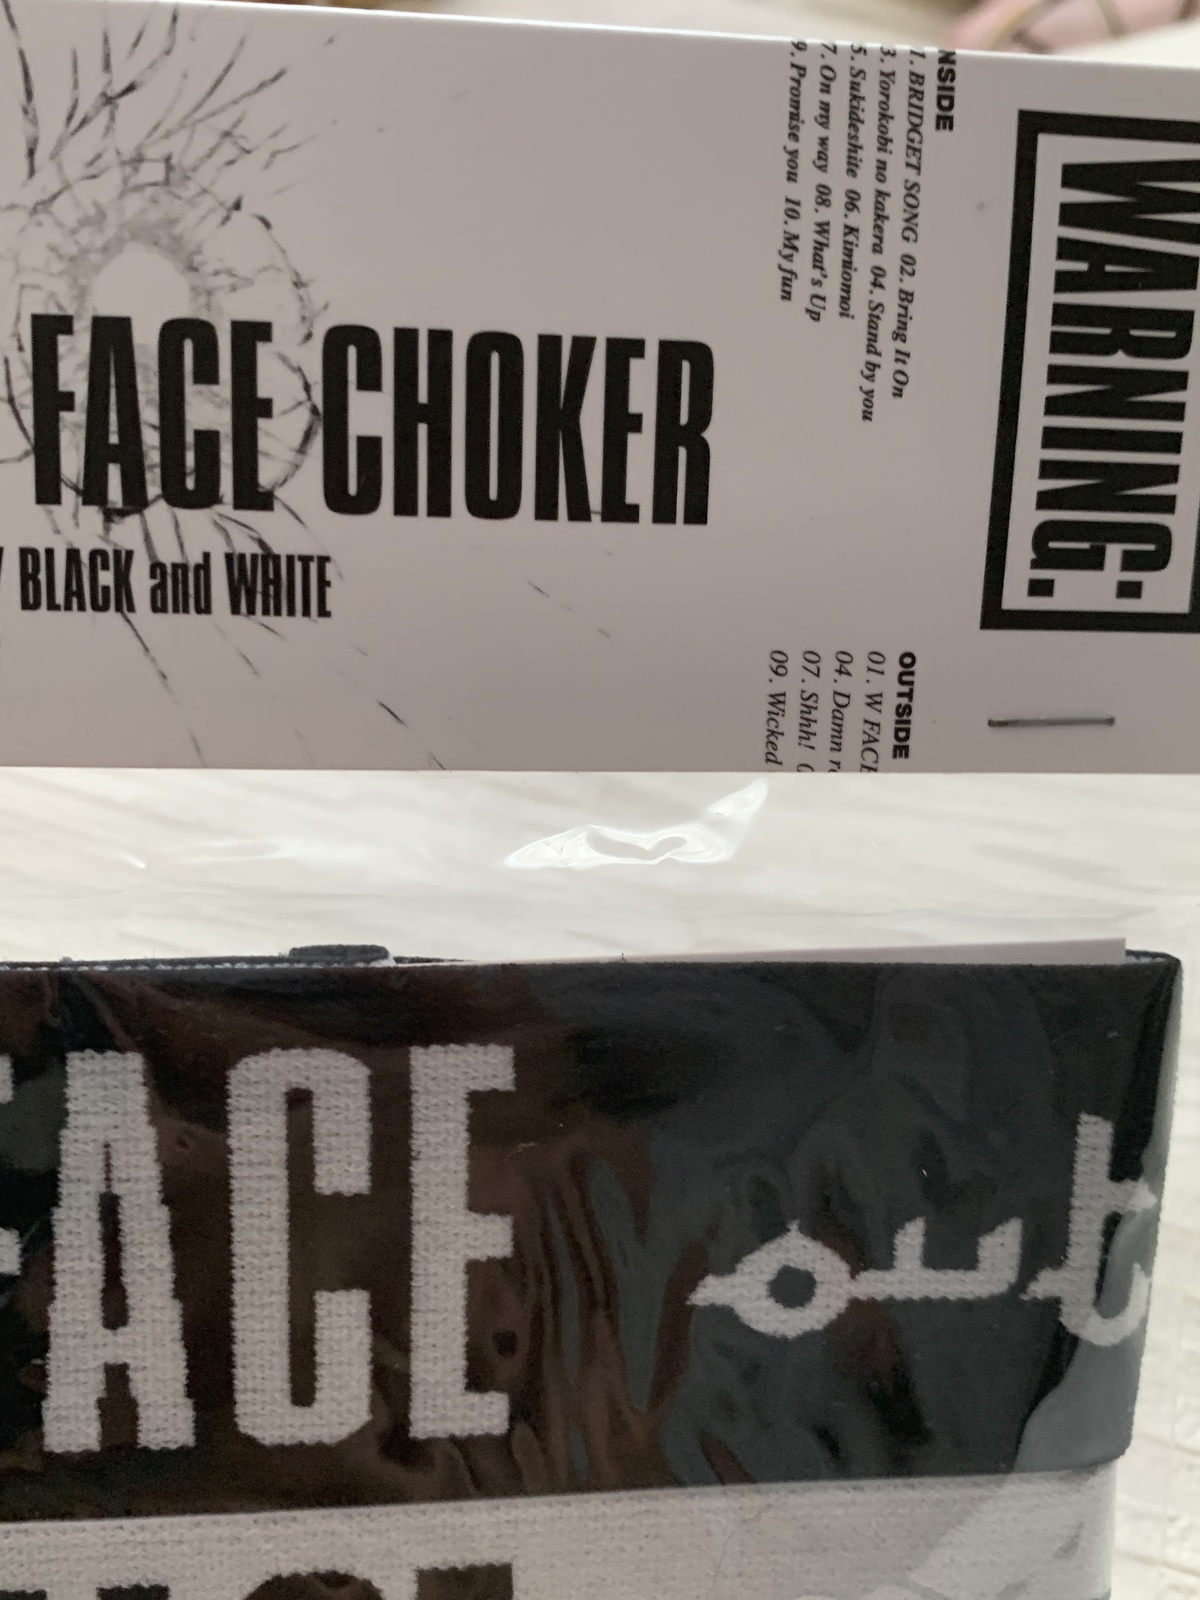 FACE CHOKER
BLACK and WHITE
1. BRIDGET SONG 02. Bring It On
3. Yorokobi no kakera 04. Stand by you
5. Sukideshite 06. Kimiomoi
7. On my way 08. What's Up
9. Promise you 10. My fun
WARNING.
OUTSIDE
01. W FACE
04. Damn
07. Shhh!
09. Wicked
FACE
out